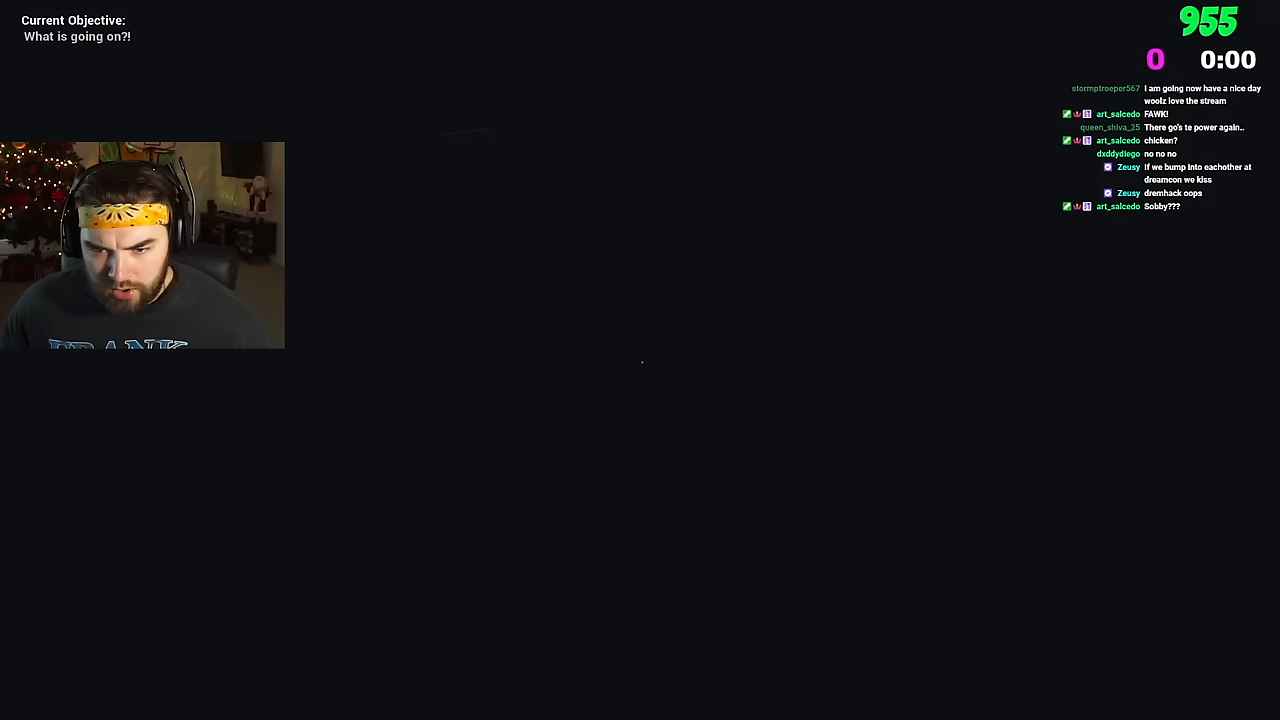 Current Objective:
What is going on?!
955
0 0:00
stormptroeper567 I am going now have a nice day
woolz love the stream
art_salcedo FAWK!
queen_shiva_25 There go's te power again..
art_salcedo chicken?
dxddydiego no no no
Zeusy If we bump into eachother at
dreamcon we kiss
Zeusy dremhack oops
art_salcedo Sobby???
FRANK